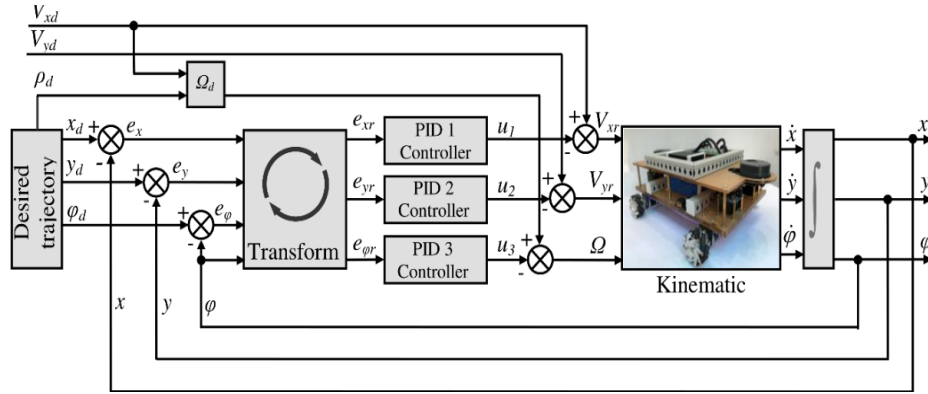 V_xd
V_yd
ρ_d
Ω_d
x_d + - e_x
y_d + - e_y
φ_d + - e_φ
Desired trajectory
Transform
e_xr
e_yr
e_φr
PID 1
Controller
PID 2
Controller
PID 3
Controller
u_1
u_2
u_3
+ -
+ -
+ -
V_xr
V_yr
Ω
Kinematic
ẋ
ẏ
φ̇
∫
x
y
φ
x
y
φ